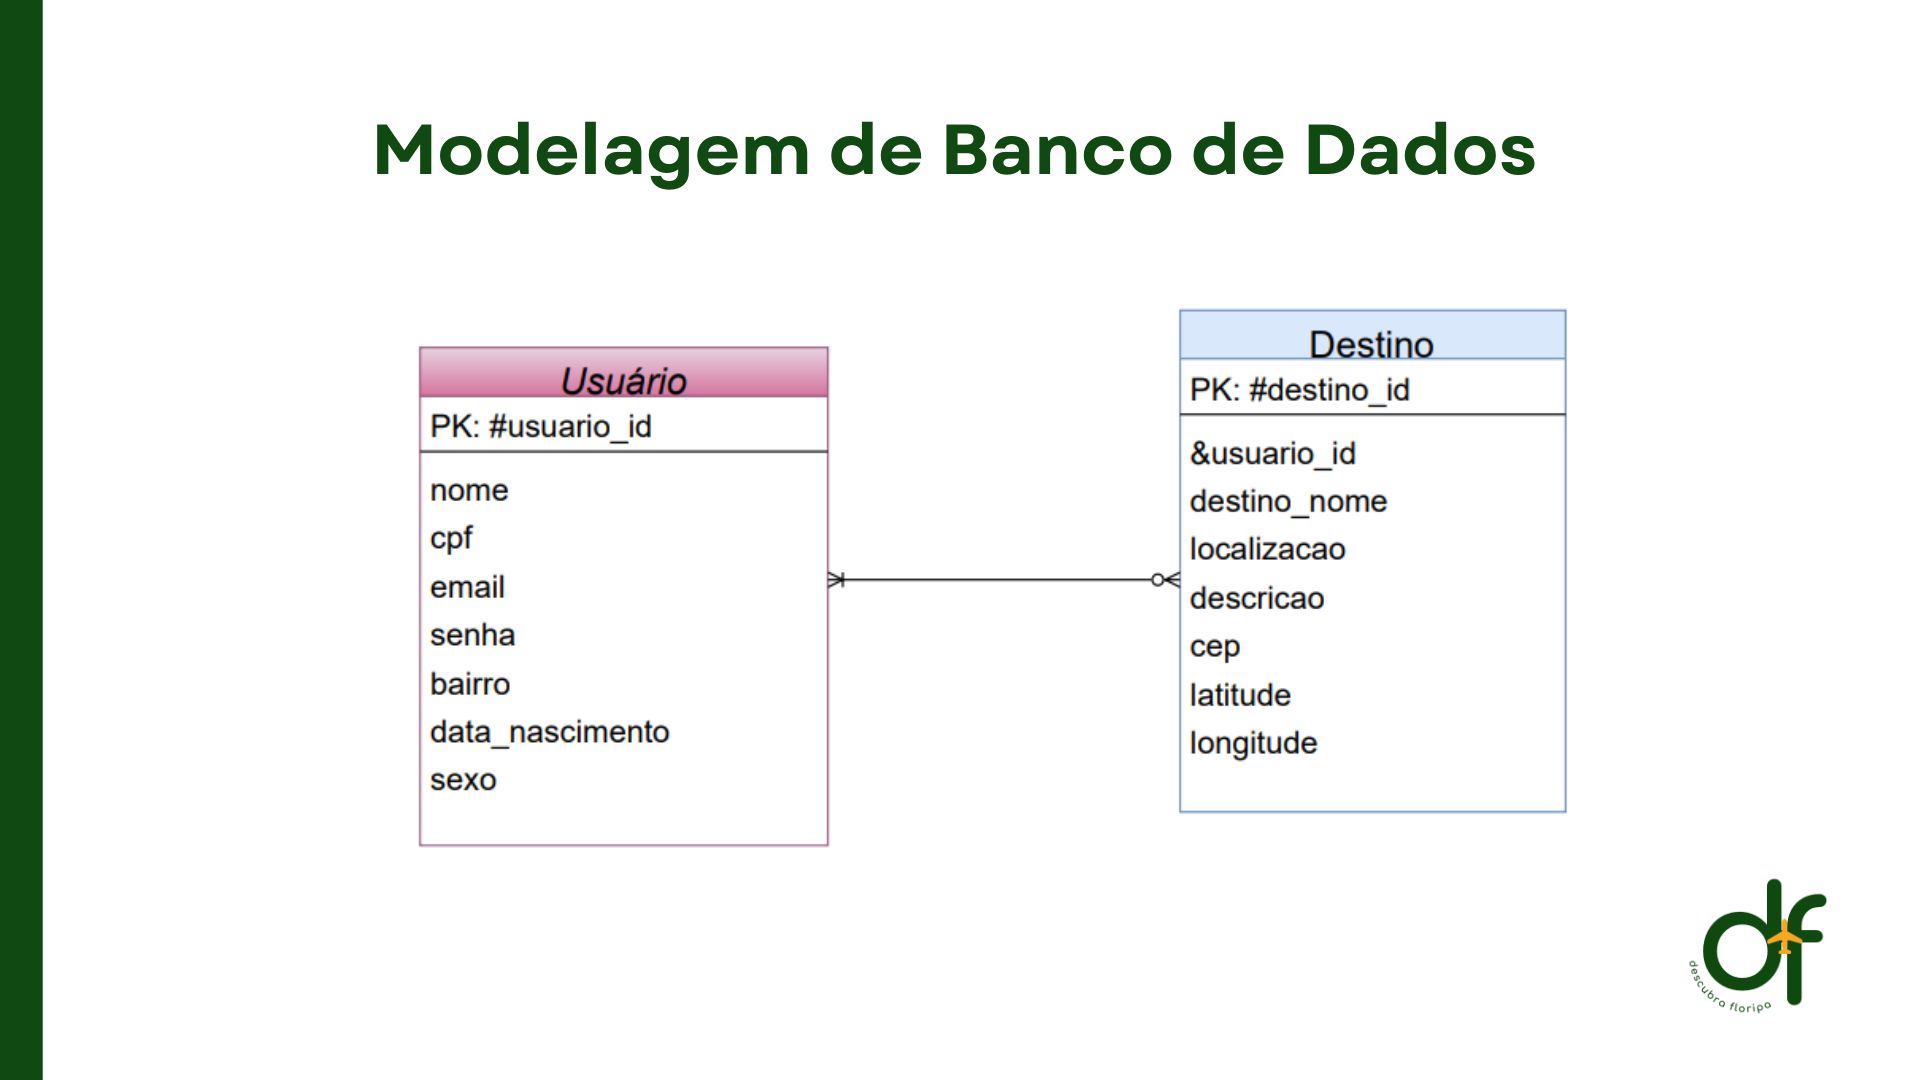 Modelagem de Banco de Dados
Usuário
PK: #usuario_id
nome
cpf
email
senha
bairro
data_nascimento
sexo
Destino
PK: #destino_id
&usuario_id
destino_nome
localizacao
descricao
cep
latitude
longitude
df
descubra floripa